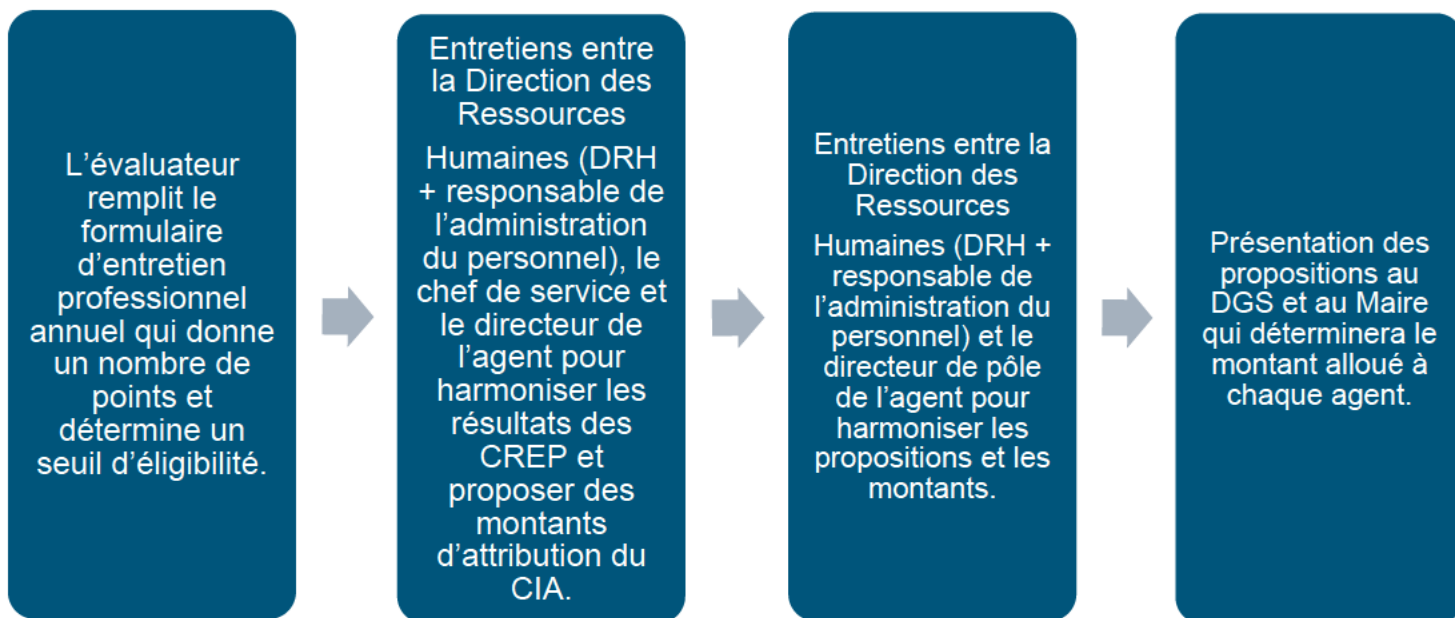 L’évaluateur
remplit le
formulaire
d’entretien
professionnel
annuel qui donne
un nombre de
points et
détermine un
seuil d’éligibilité.
Entretiens entre
la Direction des
Ressources
Humaines (DRH
+ responsable de
l’administration
du personnel), le
chef de service et
le directeur de
l’agent pour
harmoniser les
résultats des
CREP et
proposer des
montants
d’attribution du
CIA.
Entretiens entre la
Direction des
Ressources
Humaines (DRH +
responsable de
l’administration du
personnel) et le
directeur de pôle
de l’agent pour
harmoniser les
propositions et les
montants.
Présentation des
propositions au
DGS et au Maire
qui déterminera le
montant alloué à
chaque agent.